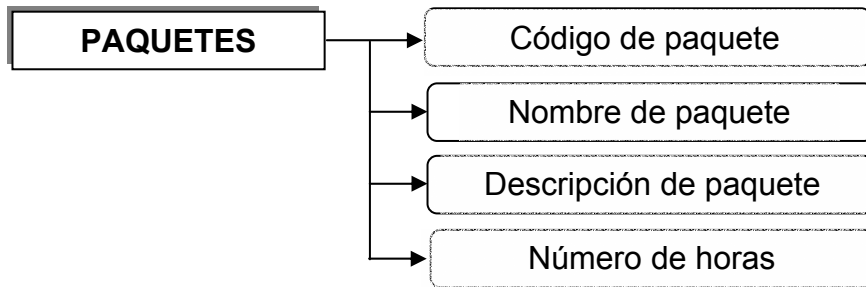 PAQUETES
Código de paquete
Nombre de paquete
Descripción de paquete
Número de horas